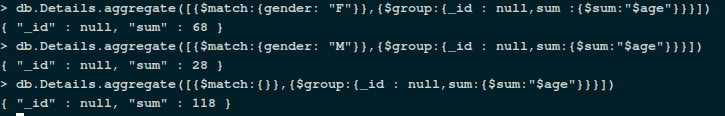 > db.Details.aggregate([{$match:{gender: "F"}},{$group:{_id : null,sum :{$sum:"$age"}}}])
{ "_id" : null, "sum" : 68 }
> db.Details.aggregate([{$match:{gender: "M"}},{$group:{_id : null,sum:{$sum:"$age"}}}])
{ "_id" : null, "sum" : 28 }
> db.Details.aggregate([{$match:{}},{$group:{_id : null,sum:{$sum:"$age"}}}])
{ "_id" : null, "sum" : 118 }